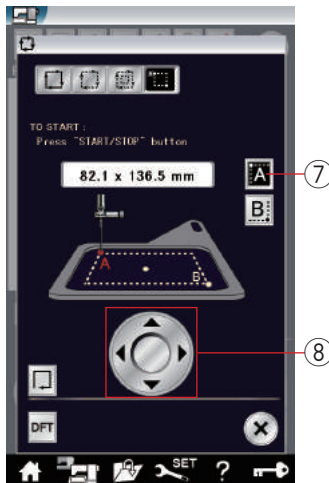 TO START :
Press "START/STOP" button
82.1 x 136.5 mm
A
⑦
B
A
B
⑧
DFT
SET
?